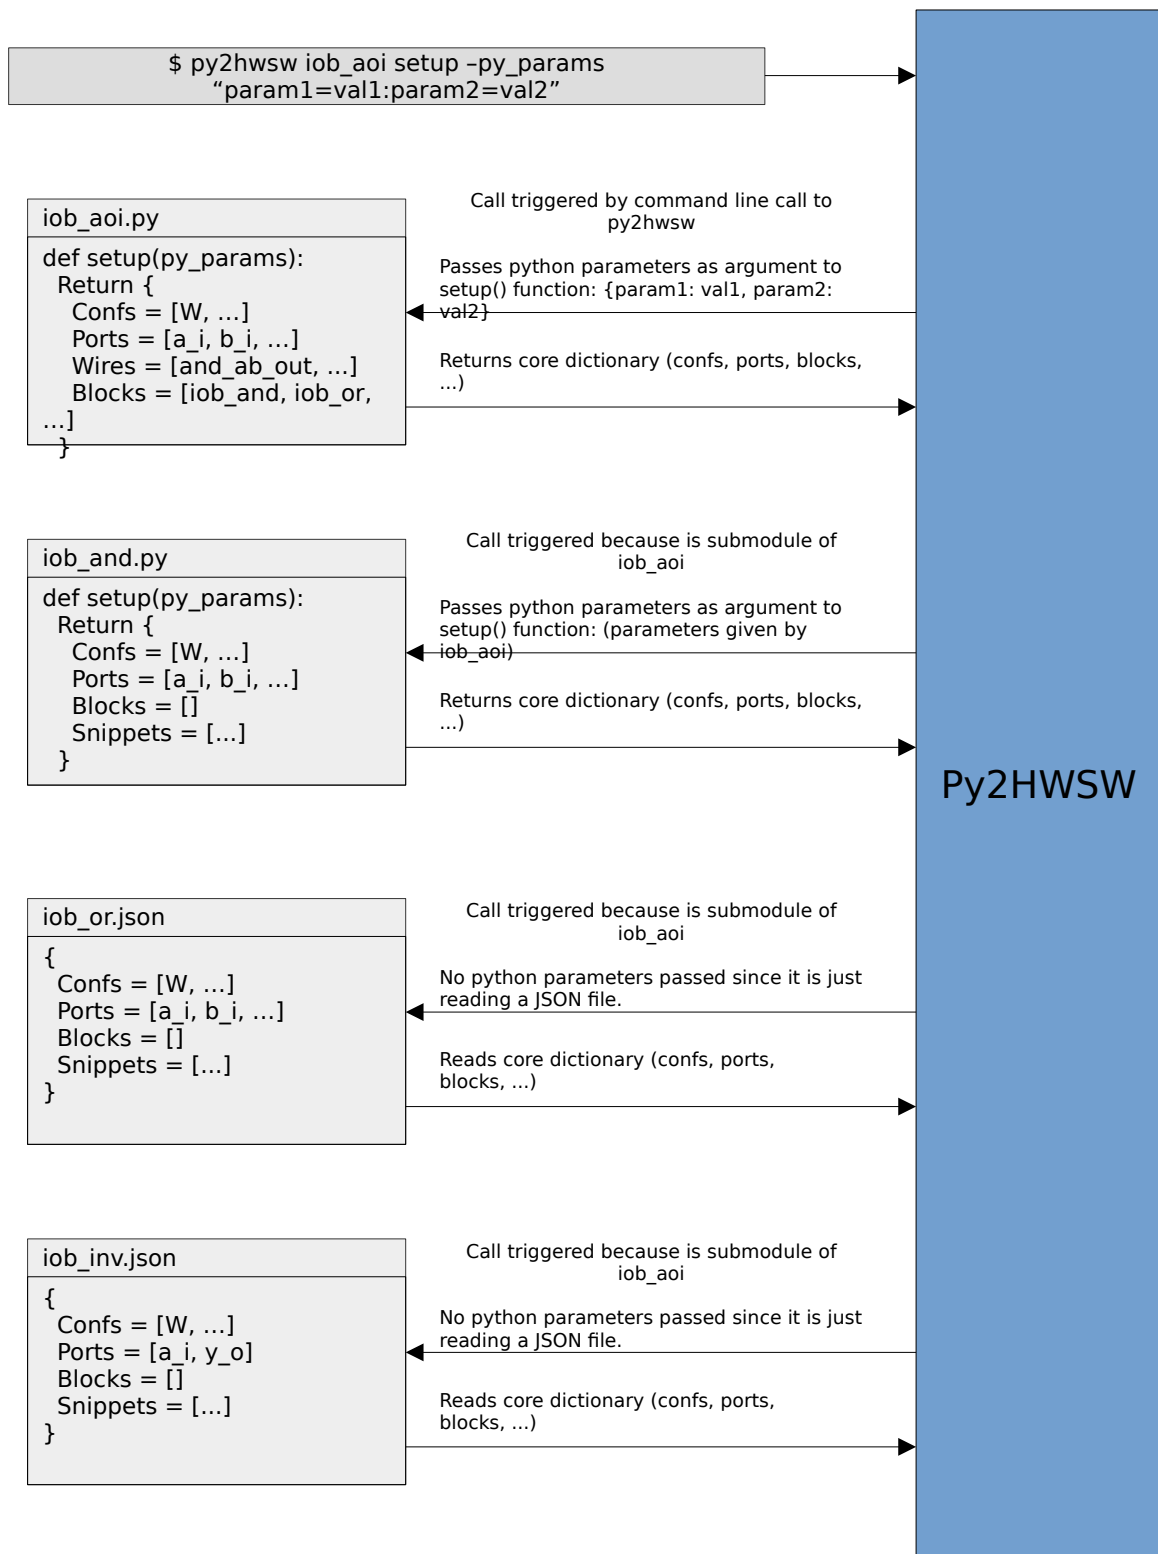 $ py2hwsw iob_aoi setup –py_params
“param1=val1:param2=val2”
iob_aoi.py
def setup(py_params):
Return {
Confs = [W, ...]
Ports = [a_i, b_i, ...]
Wires = [and_ab_out, ...]
Blocks = [iob_and, iob_or,
...]
}
Call triggered by command line call to
py2hwsw
Passes python parameters as argument to
setup() function: {param1: val1, param2:
val2}
Returns core dictionary (confs, ports, blocks,
...)
iob_and.py
def setup(py_params):
Return {
Confs = [W, ...]
Ports = [a_i, b_i, ...]
Blocks = []
Snippets = [...]
}
Call triggered because is submodule of
iob_aoi
Passes python parameters as argument to
setup() function: (parameters given by
iob_aoi)
Returns core dictionary (confs, ports, blocks,
...)
Py2HWSW
iob_or.json
{
Confs = [W, ...]
Ports = [a_i, b_i, ...]
Blocks = []
Snippets = [...]
}
Call triggered because is submodule of
iob_aoi
No python parameters passed since it is just
reading a JSON file.
Reads core dictionary (confs, ports,
blocks, ...)
iob_inv.json
{
Confs = [W, ...]
Ports = [a_i, y_o]
Blocks = []
Snippets = [...]
}
Call triggered because is submodule of
iob_aoi
No python parameters passed since it is just
reading a JSON file.
Reads core dictionary (confs, ports,
blocks, ...)